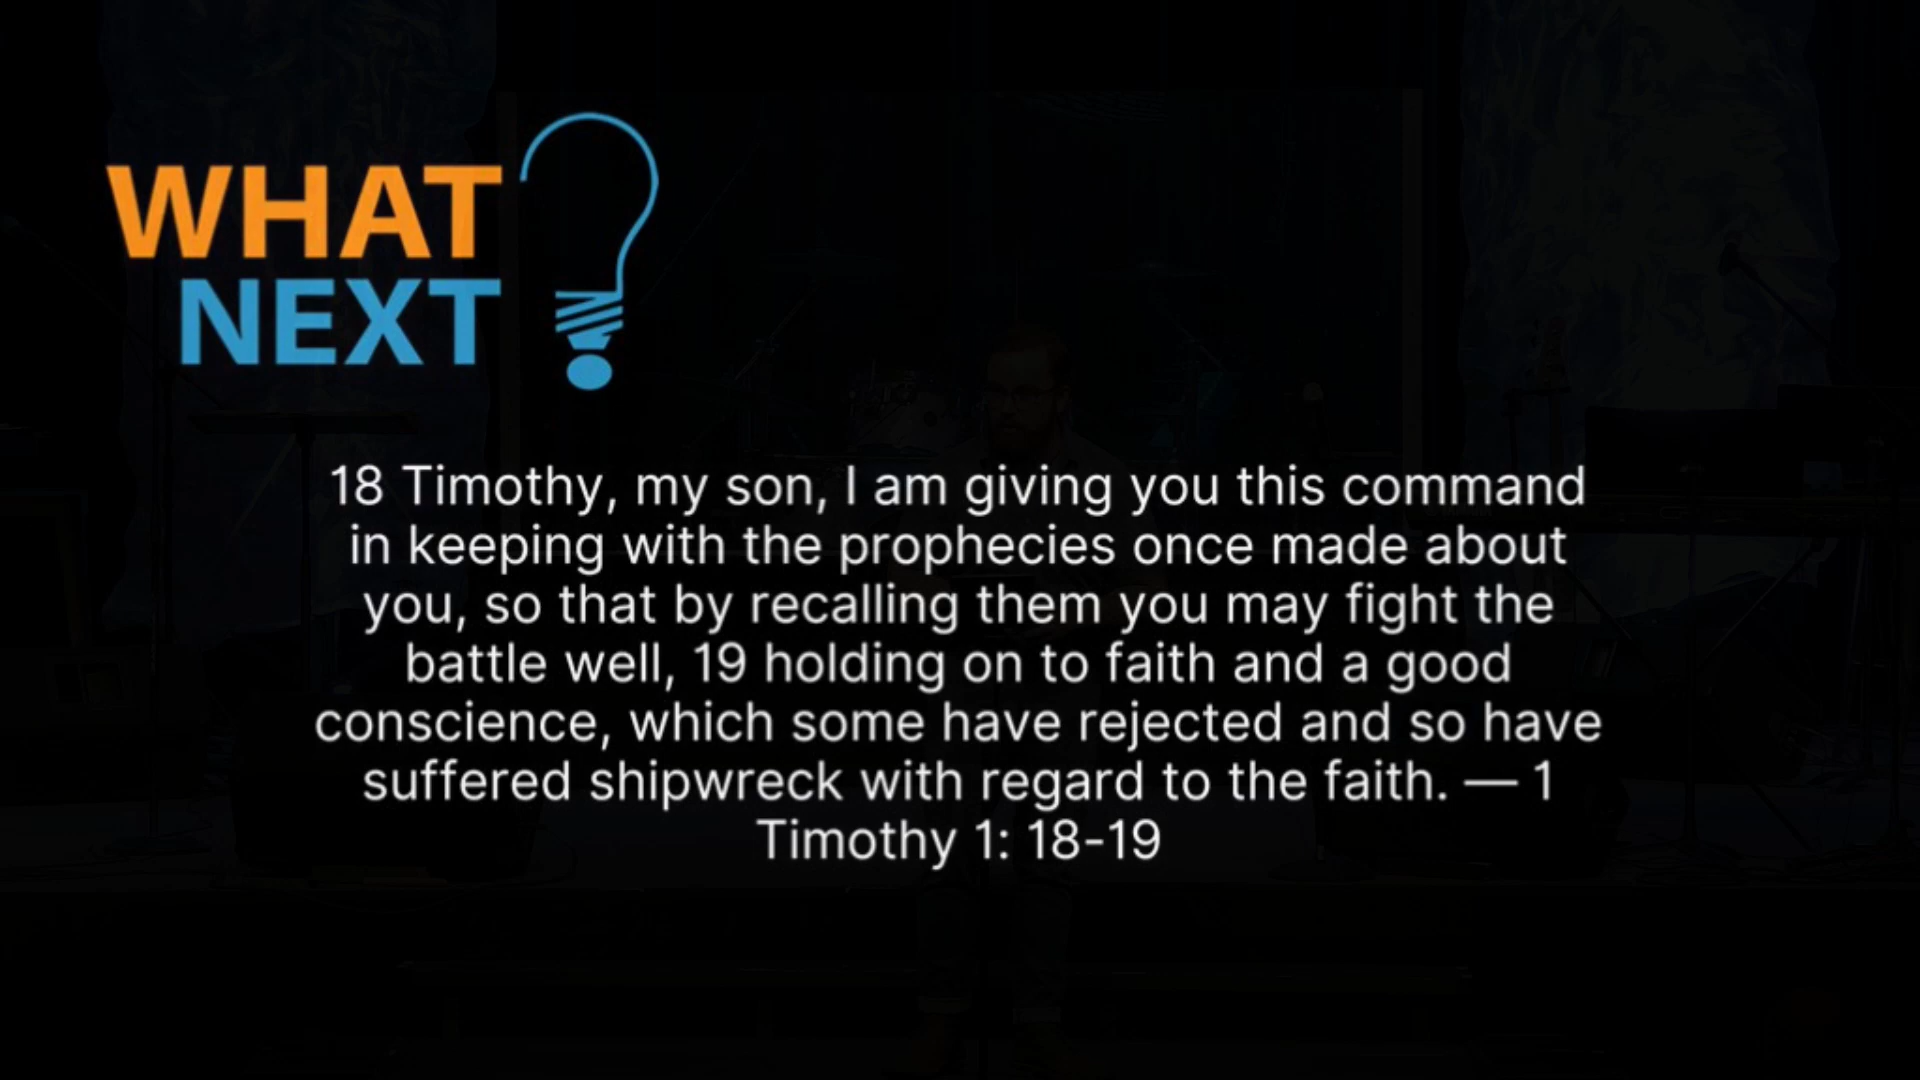 WHAT
NEXT
18 Timothy, my son, I am giving you this command
in keeping with the prophecies once made about
you, so that by recalling them you may fight the
battle well, 19 holding on to faith and a good
conscience, which some have rejected and so have
suffered shipwreck with regard to the faith. — 1
Timothy 1: 18-19